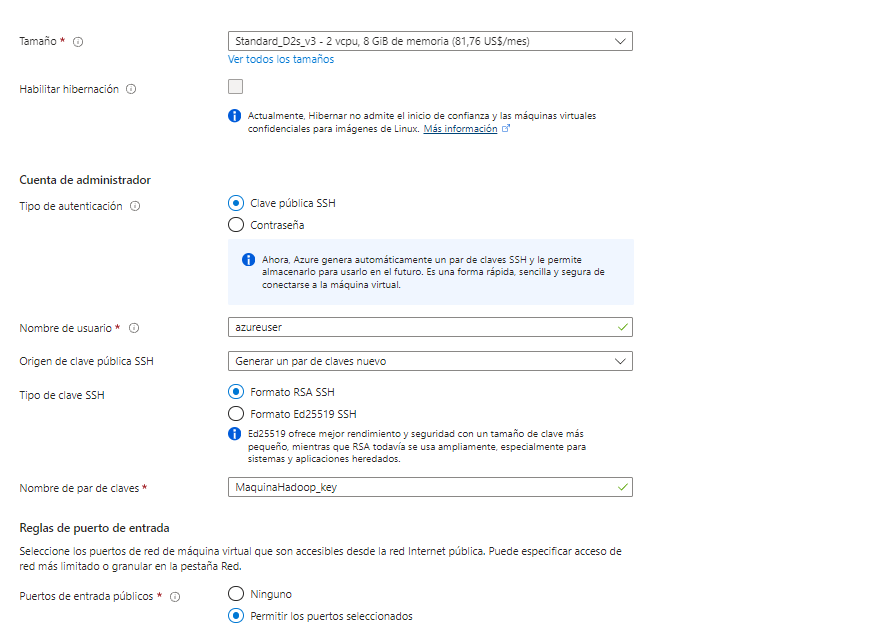 Tamaño *
Standard_D2s_v3 - 2 vcpu, 8 GiB de memoria (81,76 US$/mes)
Ver todos los tamaños
Habilitar hibernación
Actualmente, Hibernar no admite el inicio de confianza y las máquinas virtuales
confidenciales para imágenes de Linux. Más información
Cuenta de administrador
Tipo de autenticación
Clave pública SSH
Contraseña
Ahora, Azure genera automáticamente un par de claves SSH y le permite
almacenarlo para usarlo en el futuro. Es una forma rápida, sencilla y segura de
conectarse a la máquina virtual.
Nombre de usuario *
azureuser
Origen de clave pública SSH
Generar un par de claves nuevo
Tipo de clave SSH
Formato RSA SSH
Formato Ed25519 SSH
Ed25519 ofrece mejor rendimiento y seguridad con un tamaño de clave más
pequeño, mientras que RSA todavía se usa ampliamente, especialmente para
sistemas y aplicaciones heredados.
Nombre de par de claves *
MaquinaHadoop_key
Reglas de puerto de entrada
Seleccione los puertos de red de máquina virtual que son accesibles desde la red Internet pública. Puede especificar acceso de
red más limitado o granular en la pestaña Red.
Puertos de entrada públicos *
Ninguno
Permitir los puertos seleccionados